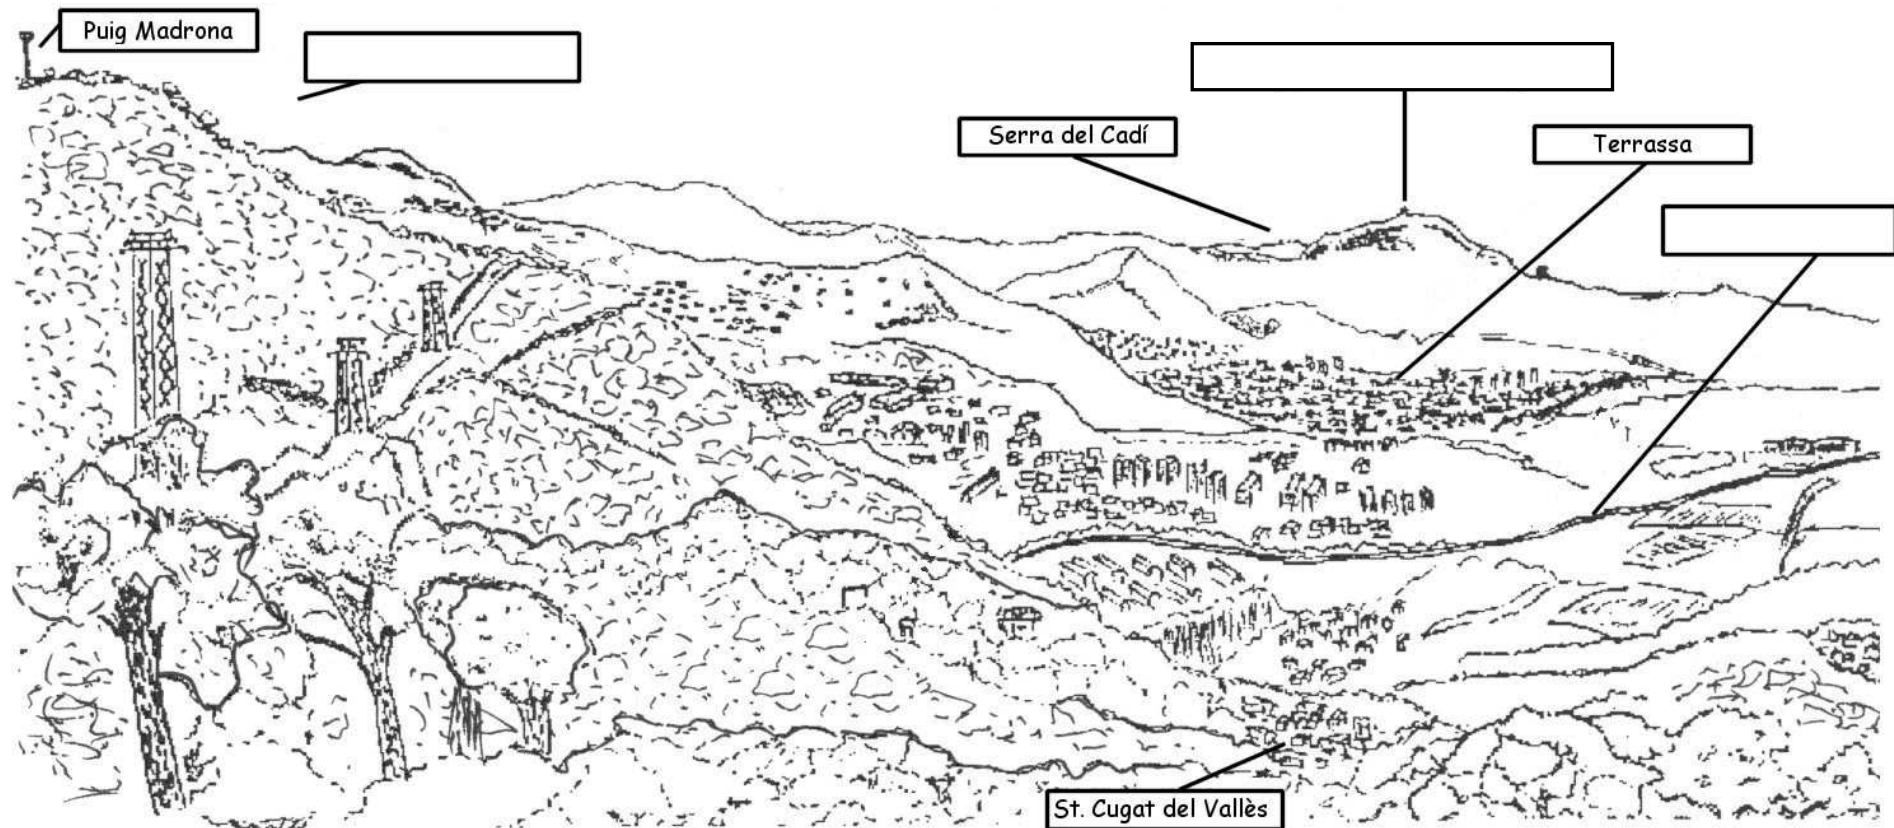 Puig Madrona
Serra del Cadí
Terrassa
St. Cugat del Vallès